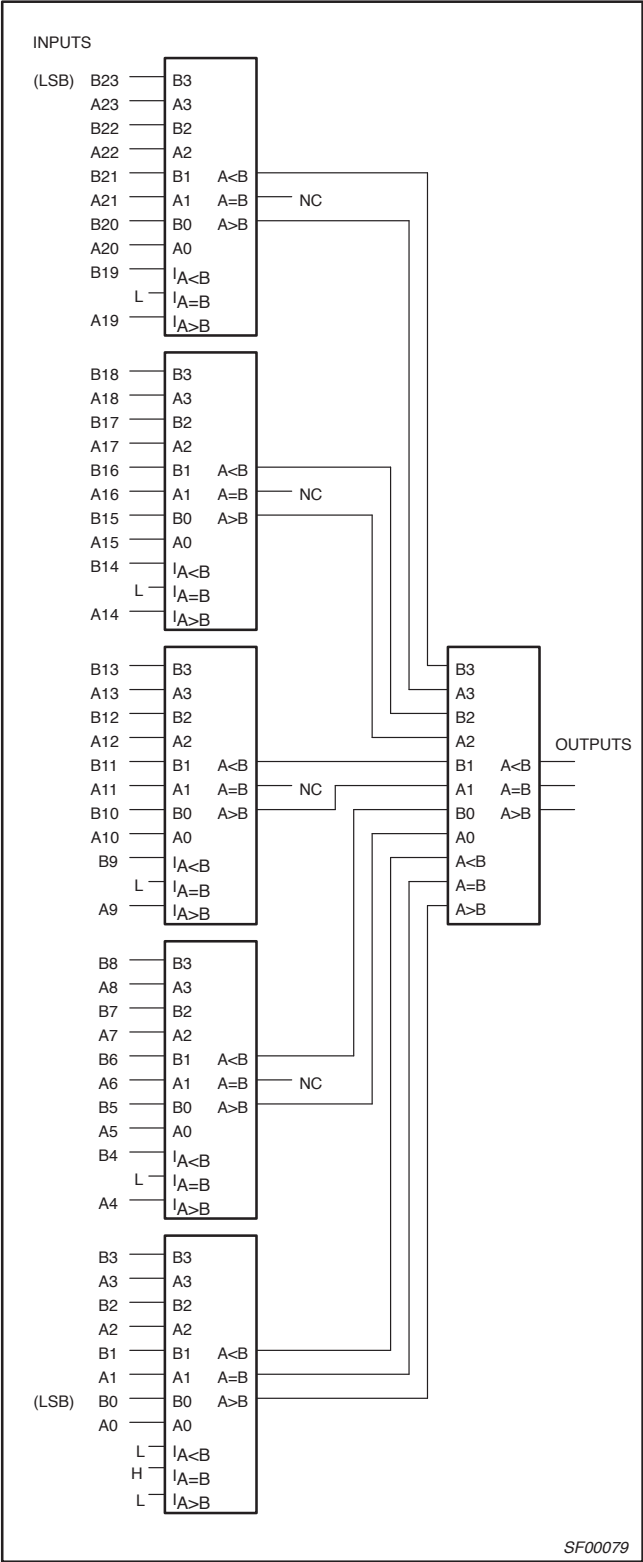 INPUTS
(LSB) B23 B3
A23 A3
B22 B2
A22 A2
B21 B1 A<B
A21 A1 A=B NC
B20 B0 A>B
A20 A0
B19 IA<B
L IA=B
A19 IA>B
B18 B3
A18 A3
B17 B2
A17 A2
B16 B1 A<B
A16 A1 A=B NC
B15 B0 A>B
A15 A0
B14 IA<B
L IA=B
A14 IA>B
B13 B3
A13 A3
B12 B2
A12 A2
B11 B1 A<B
A11 A1 A=B NC
B10 B0 A>B
A10 A0
B9 IA<B
L IA=B
A9 IA>B
B3
A3
B2
A2 OUTPUTS
B1 A<B
A1 A=B
B0 A>B
A0
A<B
A=B
A>B
B8 B3
A8 A3
B7 B2
A7 A2
B6 B1 A<B
A6 A1 A=B NC
B5 B0 A>B
A5 A0
B4 IA<B
L IA=B
A4 IA>B
B3 B3
A3 A3
B2 B2
A2 A2
B1 B1 A<B
A1 A1 A=B
(LSB) B0 B0 A>B
A0 A0
L IA<B
H IA=B
L IA>B
SF00079